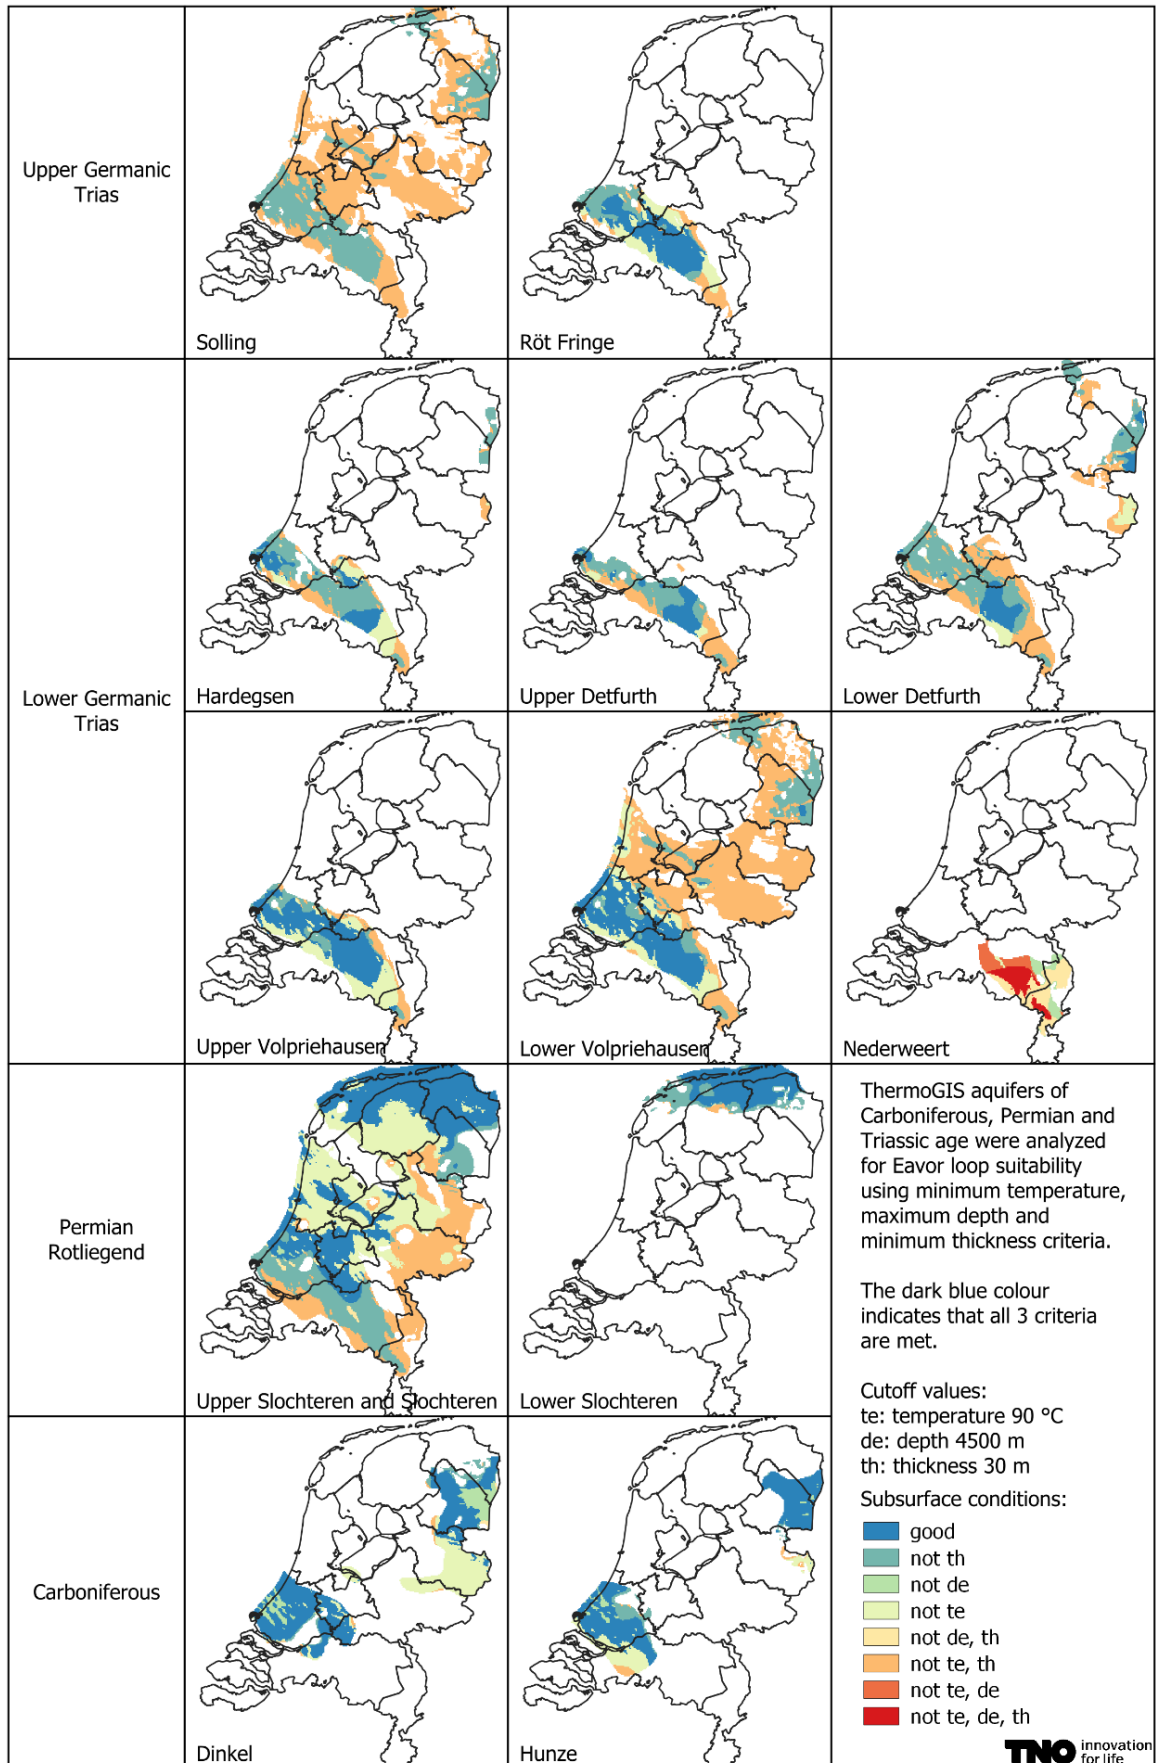 Upper Germanic
Trias
Solling
Röt Fringe
Lower Germanic
Trias
Hardegsen
Upper Detfurth
Lower Detfurth
Upper Volpriehausen
Lower Volpriehausen
Nederweert
Permian
Rotliegend
Upper Slochteren and Slochteren
Lower Slochteren
ThermoGIS aquifers of
Carboniferous, Permian and
Triassic age were analyzed
for Eavor loop suitability
using minimum temperature,
maximum depth and
minimum thickness criteria.
The dark blue colour
indicates that all 3 criteria
are met.
Cutoff values:
te: temperature 90 °C
de: depth 4500 m
th: thickness 30 m
Subsurface conditions:
good
not th
not de
not te
not de, th
not te, th
not te, de
not te, de, th
Carboniferous
Dinkel
Hunze
TNO innovation
for life